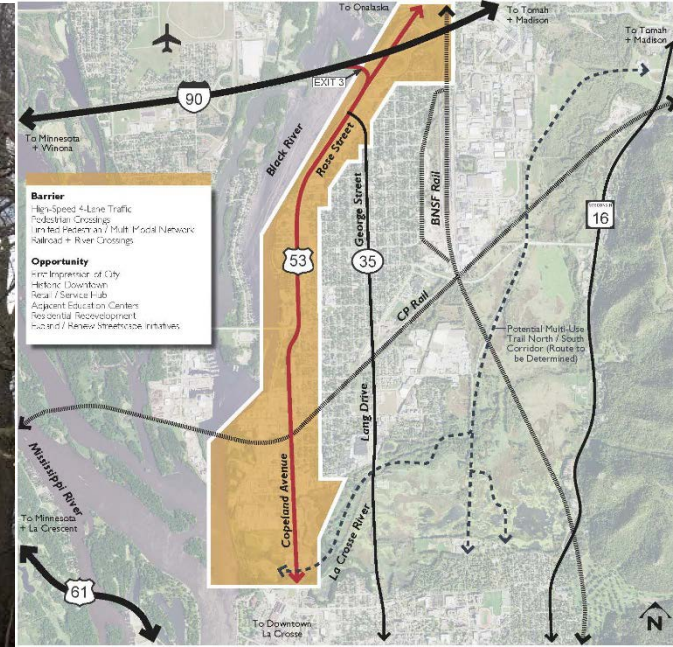 To Onalaska
To Tomah
+ Madison
To Tomah
+ Madison
EXIT 3
90
To Minnesota
+ Winona
Black River
Rose Street
George Street
BNSF Rail
WISCONSIN
16
Barrier
High-Speed 4-Lane Traffic
Pedestrian Crossings
Limited Pedestrian / Multi Modal Network
Railroad + River Crossings
Opportunity
First Impression of City
Historic Downtown
Retail / Service Hub
Adjacent Education Centers
Residential Redevelopment
Expand / Renew Streetscape Initiatives
53
35
CP Rail
Potential Multi-Use
Trail North / South
Corridor (Route to
be Determined)
Lang Drive
Mississippi River
Copeland Avenue
To Minnesota
+ La Crescent
La Crosse River
61
To Downtown
La Crosse
N